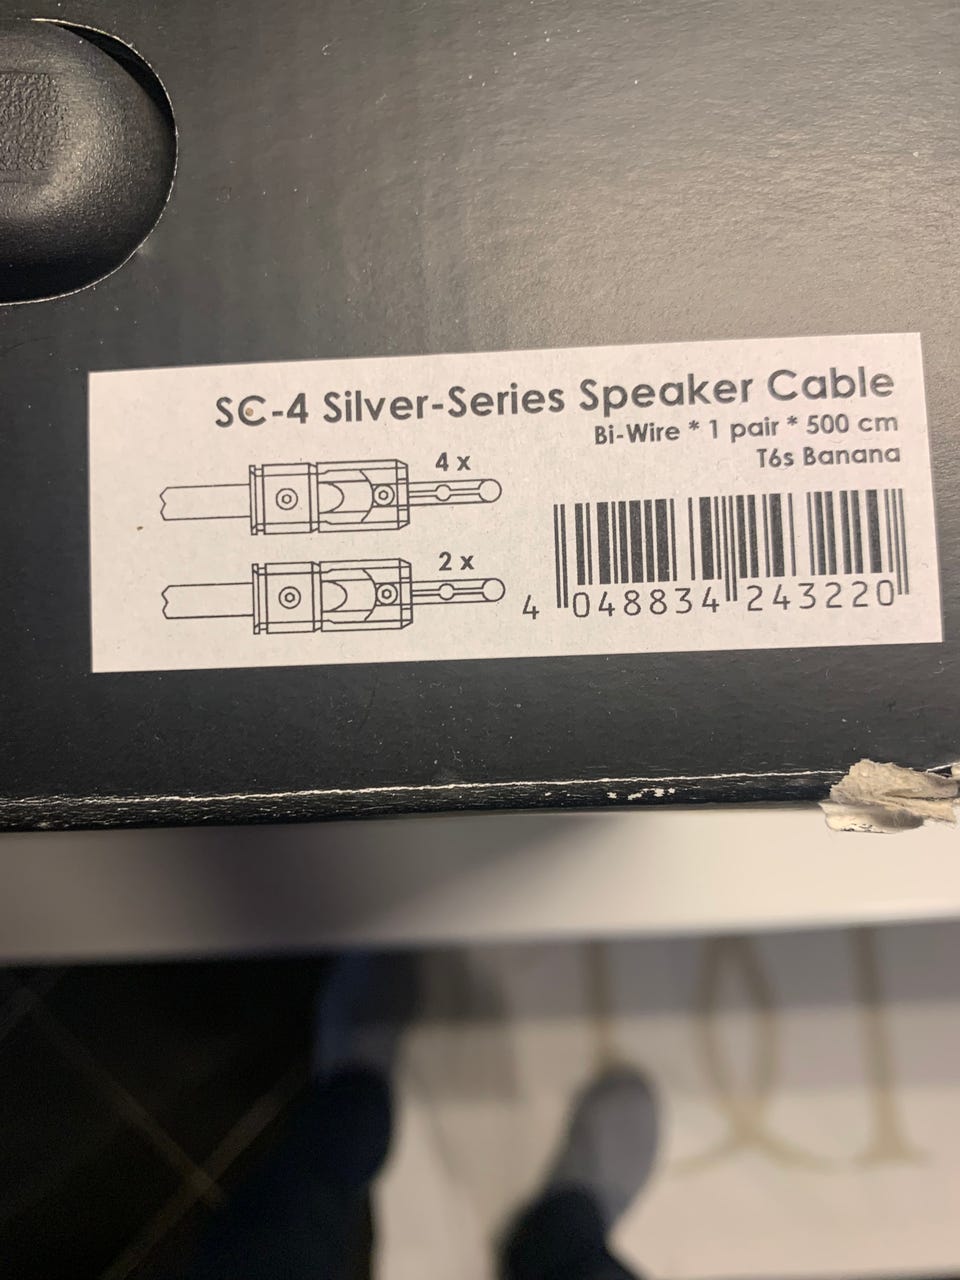 SC-4 Silver-Series Speaker Cable
Bi-Wire * 1 pair * 500 cm
T6s Banana
4 x
2 x
4 048834 243220